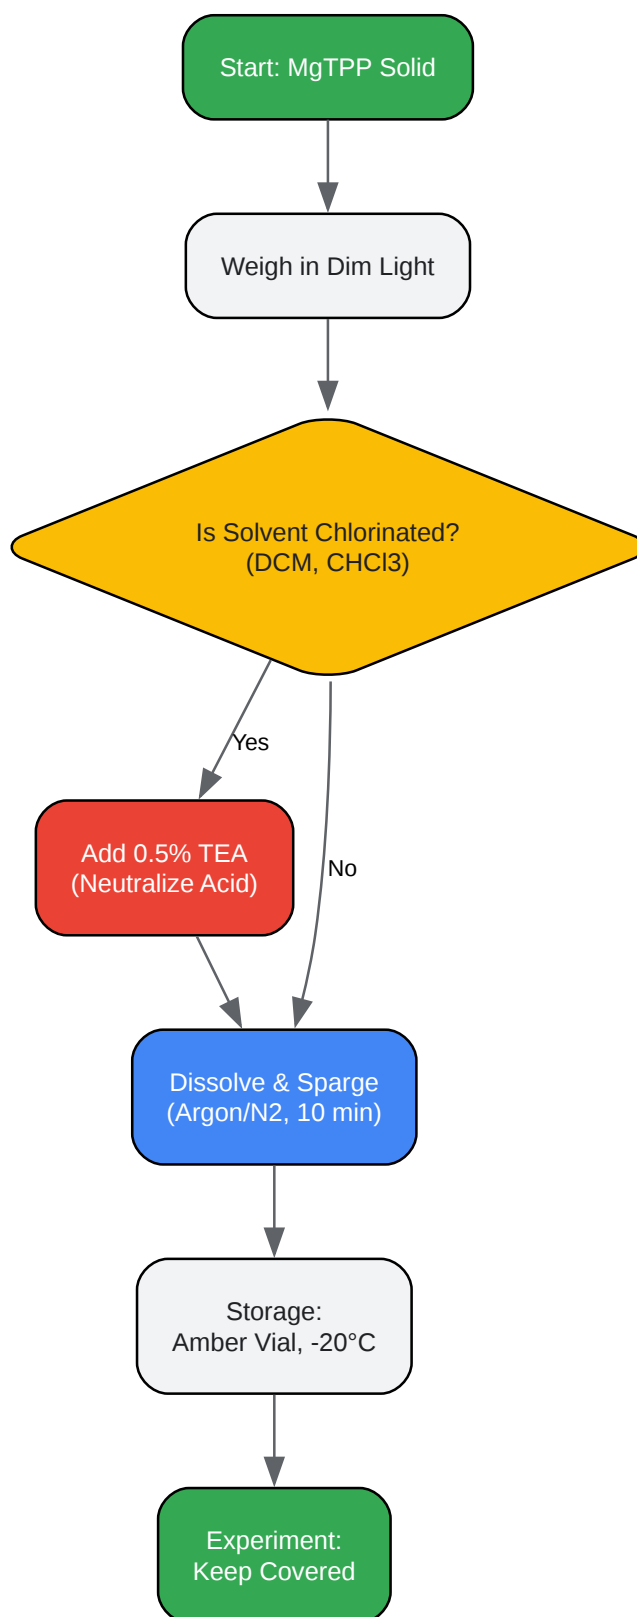 Start: MgTPP Solid
Weigh in Dim Light
Is Solvent Chlorinated?
(DCM, CHCl3)
Yes
Add 0.5% TEA
(Neutralize Acid)
No
Dissolve & Sparge
(Argon/N2, 10 min)
Storage:
Amber Vial, -20°C
Experiment:
Keep Covered